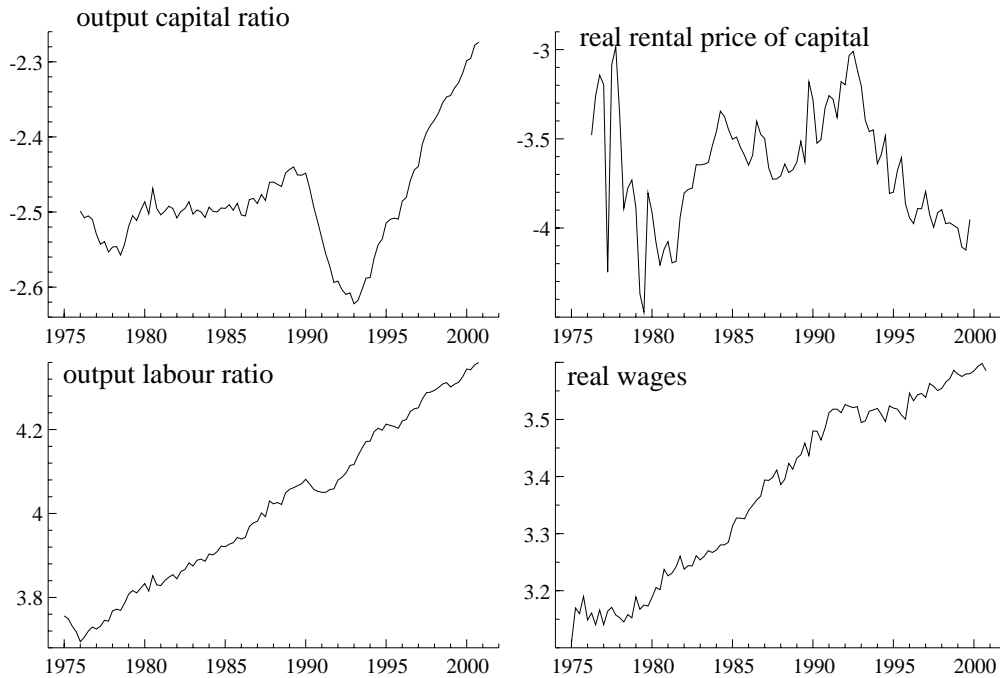 output capital ratio
-2.3
-2.4
-2.5
-2.6
1975 1980 1985 1990 1995 2000
real rental price of capital
-3
-3.5
-4
1975 1980 1985 1990 1995 2000
output labour ratio
4.2
4
3.8
1975 1980 1985 1990 1995 2000
real wages
3.5
3.4
3.3
3.2
1975 1980 1985 1990 1995 2000